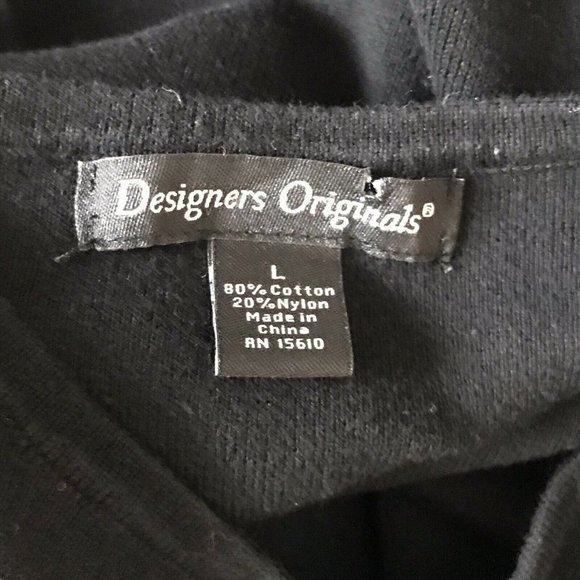 Designers Originals®
L
80% Cotton
20% Nylon
Made in
China
RN 15610